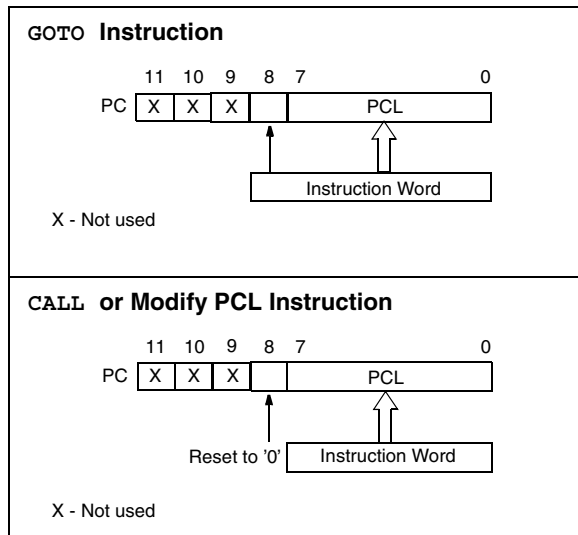 GOTO Instruction
11 10 9 8 7 0
PC X X X PCL
Instruction Word
X - Not used
CALL or Modify PCL Instruction
11 10 9 8 7 0
PC X X X PCL
Reset to '0' Instruction Word
X - Not used